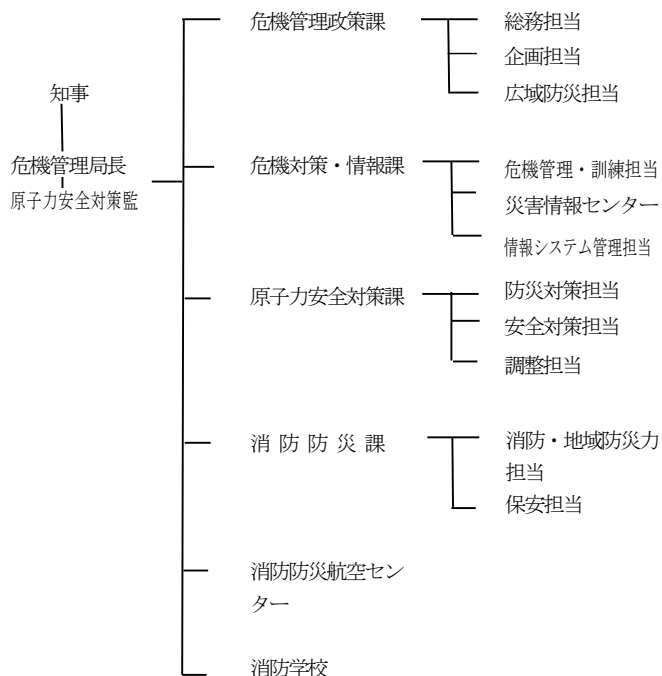 知事
危機管理局長
原子力安全対策監
危機管理政策課
総務担当
企画担当
広域防災担当
危機対策・情報課
危機管理・訓練担当
災害情報センター
情報システム管理担当
原子力安全対策課
防災対策担当
安全対策担当
調整担当
消 防 防 災 課
消防・地域防災力
担当
保安担当
消防防災航空セン
ター
消防学校